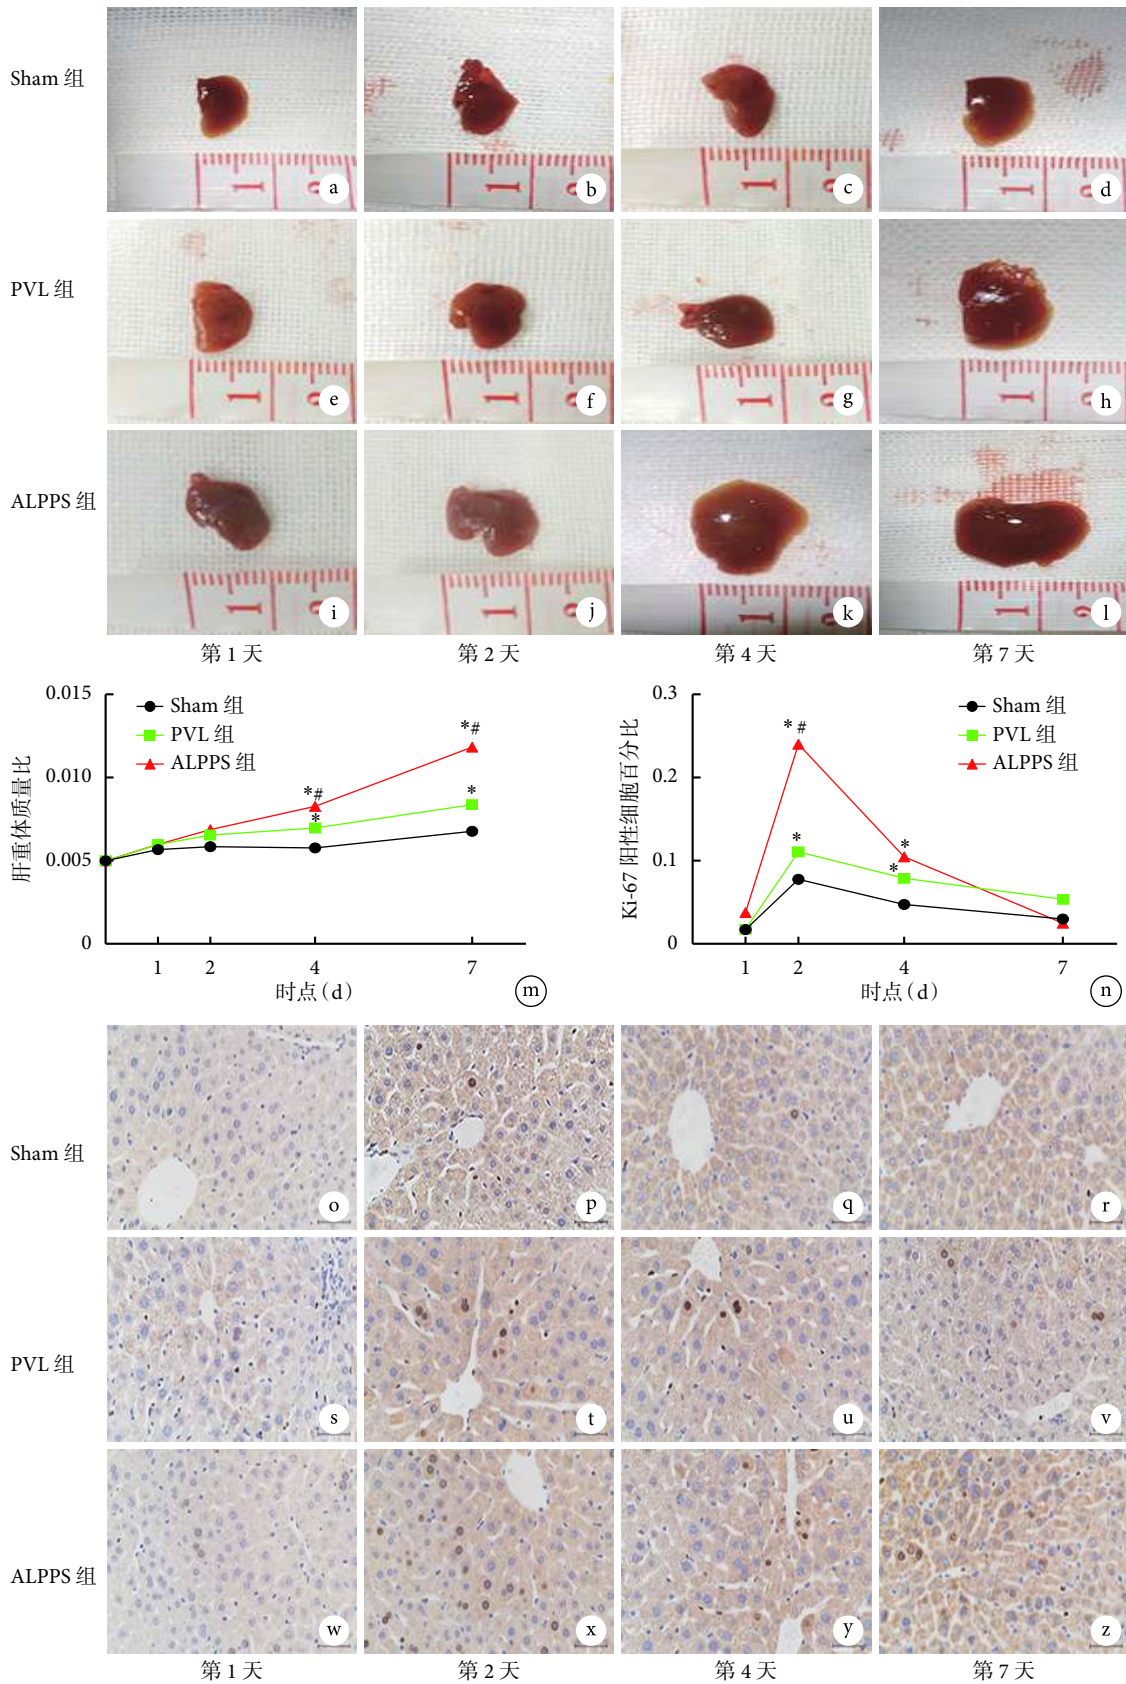 Sham 组
a
b
c
d
PVL 组
e
f
g
h
ALPPS 组
i
j
k
l
第 1 天
第 2 天
第 4 天
第 7 天
0.015
0.010
0.005
0
肝重体质量比
Sham 组
PVL 组
ALPPS 组
*#
*
*#
*
1
2
4
7
时点(d)
m
0.3
0.2
0.1
0
Ki-67 阳性细胞百分比
Sham 组
PVL 组
ALPPS 组
*#
*
*
*
1
2
4
7
时点(d)
n
Sham 组
o
p
q
r
PVL 组
s
t
u
v
ALPPS 组
w
x
y
z
第 1 天
第 2 天
第 4 天
第 7 天